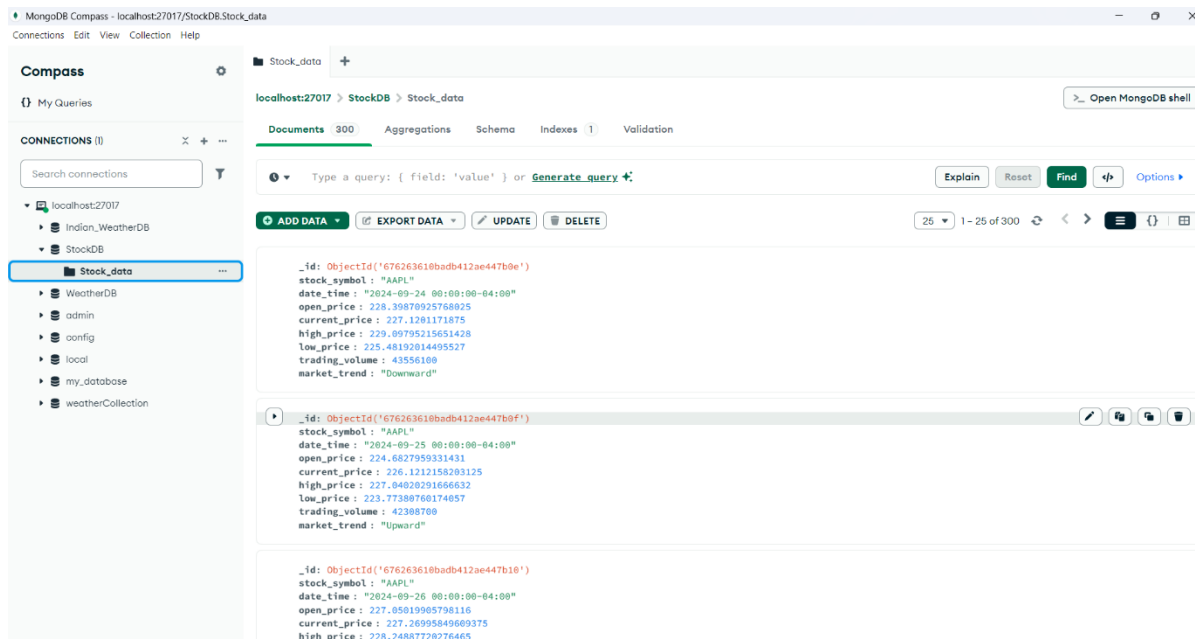 MongoDB Compass - localhost:27017/StockDB.Stock_data
Connections Edit View Collection Help
Compass
{} My Queries
CONNECTIONS (1)
Search connections
localhost:27017
Indian_WeatherDB
StockDB
Stock_data
WeatherDB
admin
config
local
my_database
weatherCollection
Stock_data
localhost:27017 > StockDB > Stock_data
>_ Open MongoDB shell
Documents 300 Aggregations Schema Indexes 1 Validation
Type a query: { field: 'value' } or Generate query
Explain Reset Find </> Options
ADD DATA EXPORT DATA UPDATE DELETE
25 1 – 25 of 300 {}
_id: ObjectId('676263610badb412ae447b0e')
stock_symbol : "AAPL"
date_time : "2024-09-24 00:00:00-04:00"
open_price : 228.39870925768025
current_price : 227.1201171875
high_price : 229.09795215651428
low_price : 225.48192014495527
trading_volume : 43556100
market_trend : "Downward"
_id: ObjectId('676263610badb412ae447b0f')
stock_symbol : "AAPL"
date_time : "2024-09-25 00:00:00-04:00"
open_price : 224.6827959331431
current_price : 226.1212158203125
high_price : 227.04020291666632
low_price : 223.77380760174057
trading_volume : 42308700
market_trend : "Upward"
_id: ObjectId('676263610badb412ae447b10')
stock_symbol : "AAPL"
date_time : "2024-09-26 00:00:00-04:00"
open_price : 227.05019905798116
current_price : 227.26995849609375
high_price : 228.24887720276465